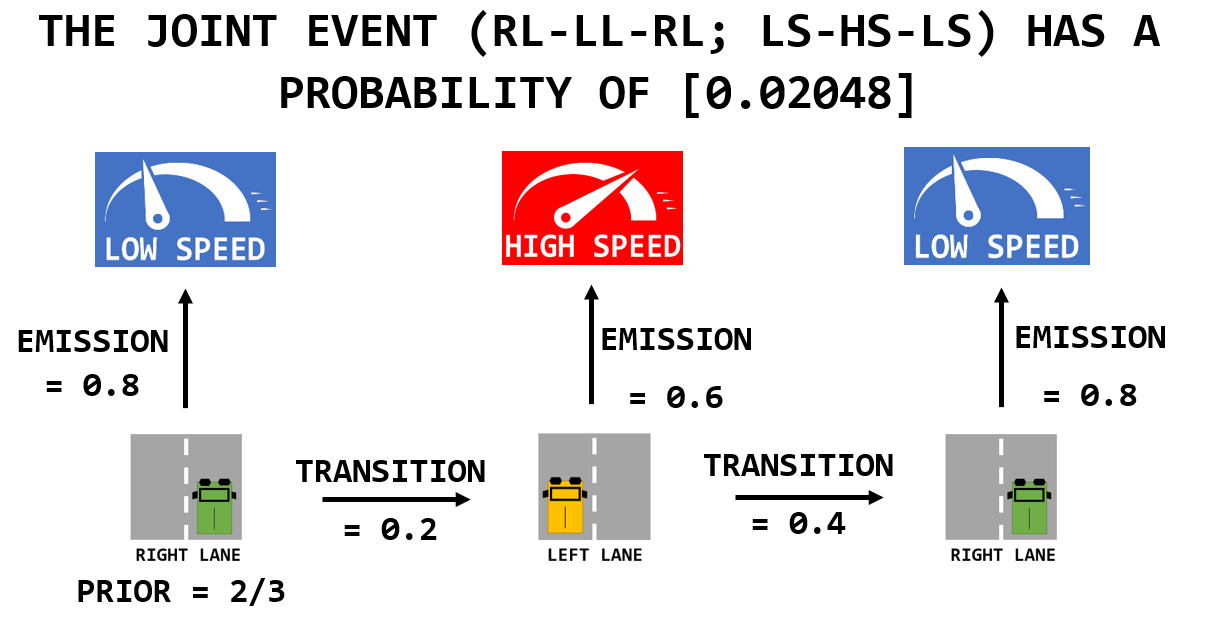 THE JOINT EVENT (RL-LL-RL; LS-HS-LS) HAS A
PROBABILITY OF [0.02048]
LOW SPEED
HIGH SPEED
LOW SPEED
EMISSION
= 0.8
EMISSION
= 0.6
EMISSION
= 0.8
TRANSITION
= 0.2
TRANSITION
= 0.4
RIGHT LANE
LEFT LANE
RIGHT LANE
PRIOR = 2/3